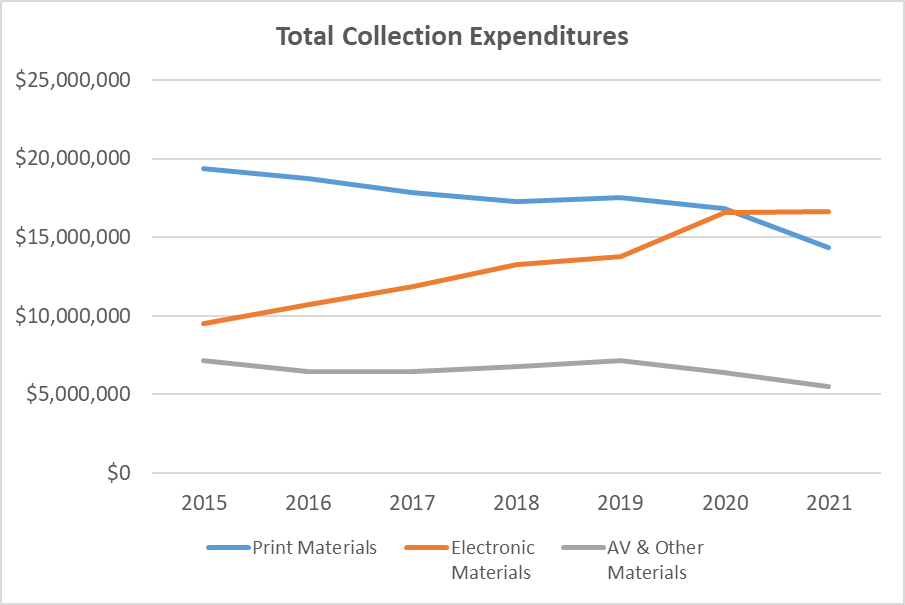 Total Collection Expenditures
$25,000,000
$20,000,000
$15,000,000
$10,000,000
$5,000,000
$0
2015 2016 2017 2018 2019 2020 2021
Print Materials Electronic AV & Other
Materials Materials